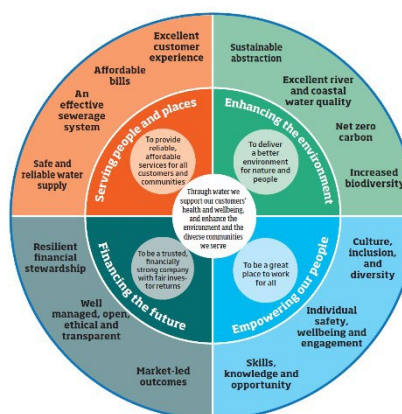 Excellent
customer
experience
Affordable
bills
An
effective
sewerage
system
Safe and
reliable water
supply
Serving people and places
To provide
reliable,
affordable
services for all
customers and
communities
Sustainable
abstraction
Excellent river
and coastal
water quality
Net zero
carbon
Increased
biodiversity
Enhancing the environment
To deliver
a better
environment
for nature and
people
Through water we
support our customers'
health and wellbeing,
and enhance the
environment and the
diverse communities
we serve
Resilient
financial
stewardship
Well
managed, open,
ethical and
transparent
Market-led
outcomes
Financing the future
To be a trusted,
financially
strong company
with fair inves-
tor returns
Culture,
inclusion,
and
diversity
Individual
safety,
wellbeing and
engagement
Skills,
knowledge and
opportunity
Empowering our people
To be a great
place to work
for all